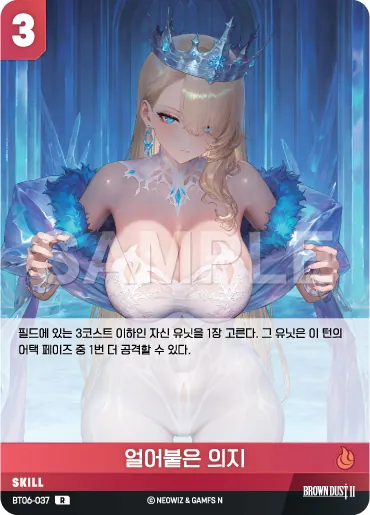 3
SAMPLE
필드에 있는 3코스트 이하인 자신 유닛을 1장 고른다. 그 유닛은 이 턴의
어택 페이즈 중 1번 더 공격할 수 있다.
얼어붙은 의지
SKILL
BT06-037 R
© NEOWIZ & GAMFS N
BROWN DUST II